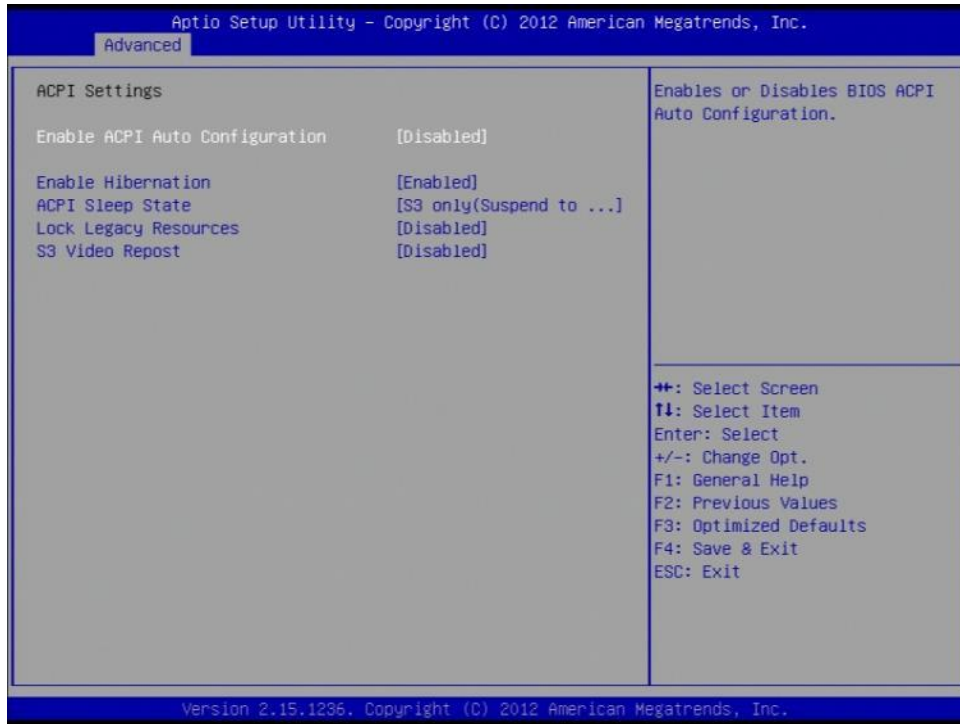 Aptio Setup Utility – Copyright (C) 2012 American Megatrends, Inc.
Advanced
ACPI Settings
Enable ACPI Auto Configuration [Disabled]
Enable Hibernation [Enabled]
ACPI Sleep State [S3 only(Suspend to ...]
Lock Legacy Resources [Disabled]
S3 Video Repost [Disabled]
Enables or Disables BIOS ACPI
Auto Configuration.
→←: Select Screen
↑↓: Select Item
Enter: Select
+/-: Change Opt.
F1: General Help
F2: Previous Values
F3: Optimized Defaults
F4: Save & Exit
ESC: Exit
Version 2.15.1236. Copyright (C) 2012 American Megatrends, Inc.